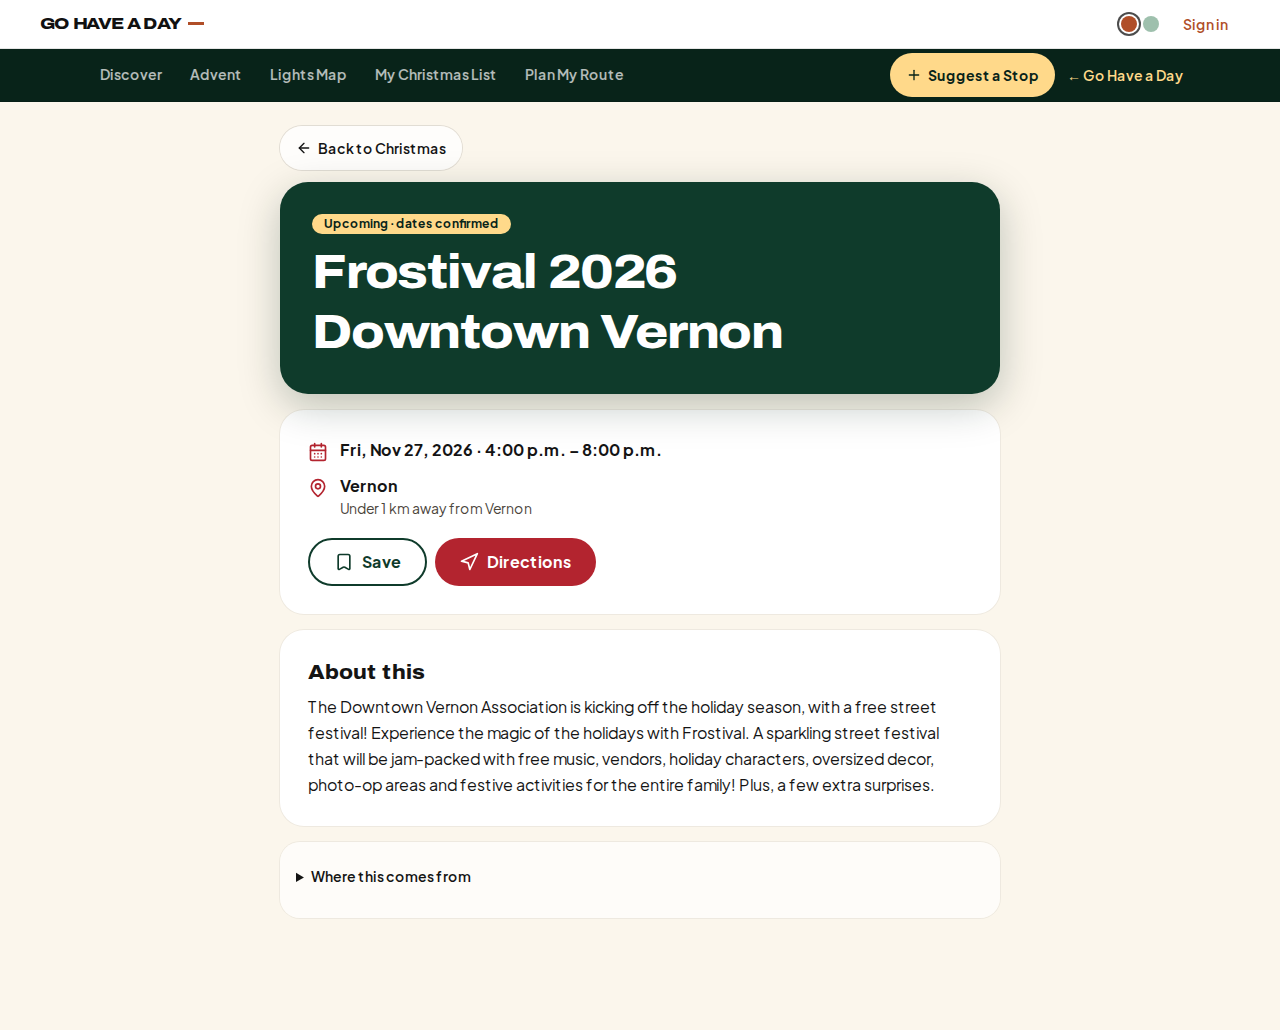 GO HAVE A DAY
Sign in
Discover
Advent
Lights Map
My Christmas List
Plan My Route
+ Suggest a Stop
← Go Have a Day
← Back to Christmas
Upcoming · dates confirmed
Frostival 2026
Downtown Vernon
Fri, Nov 27, 2026 · 4:00 p.m. – 8:00 p.m.
Vernon
Under 1 km away from Vernon
Save
Directions
About this
The Downtown Vernon Association is kicking off the holiday season, with a free street
festival! Experience the magic of the holidays with Frostival. A sparkling street festival
that will be jam-packed with free music, vendors, holiday characters, oversized decor,
photo-op areas and festive activities for the entire family! Plus, a few extra surprises.
Where this comes from